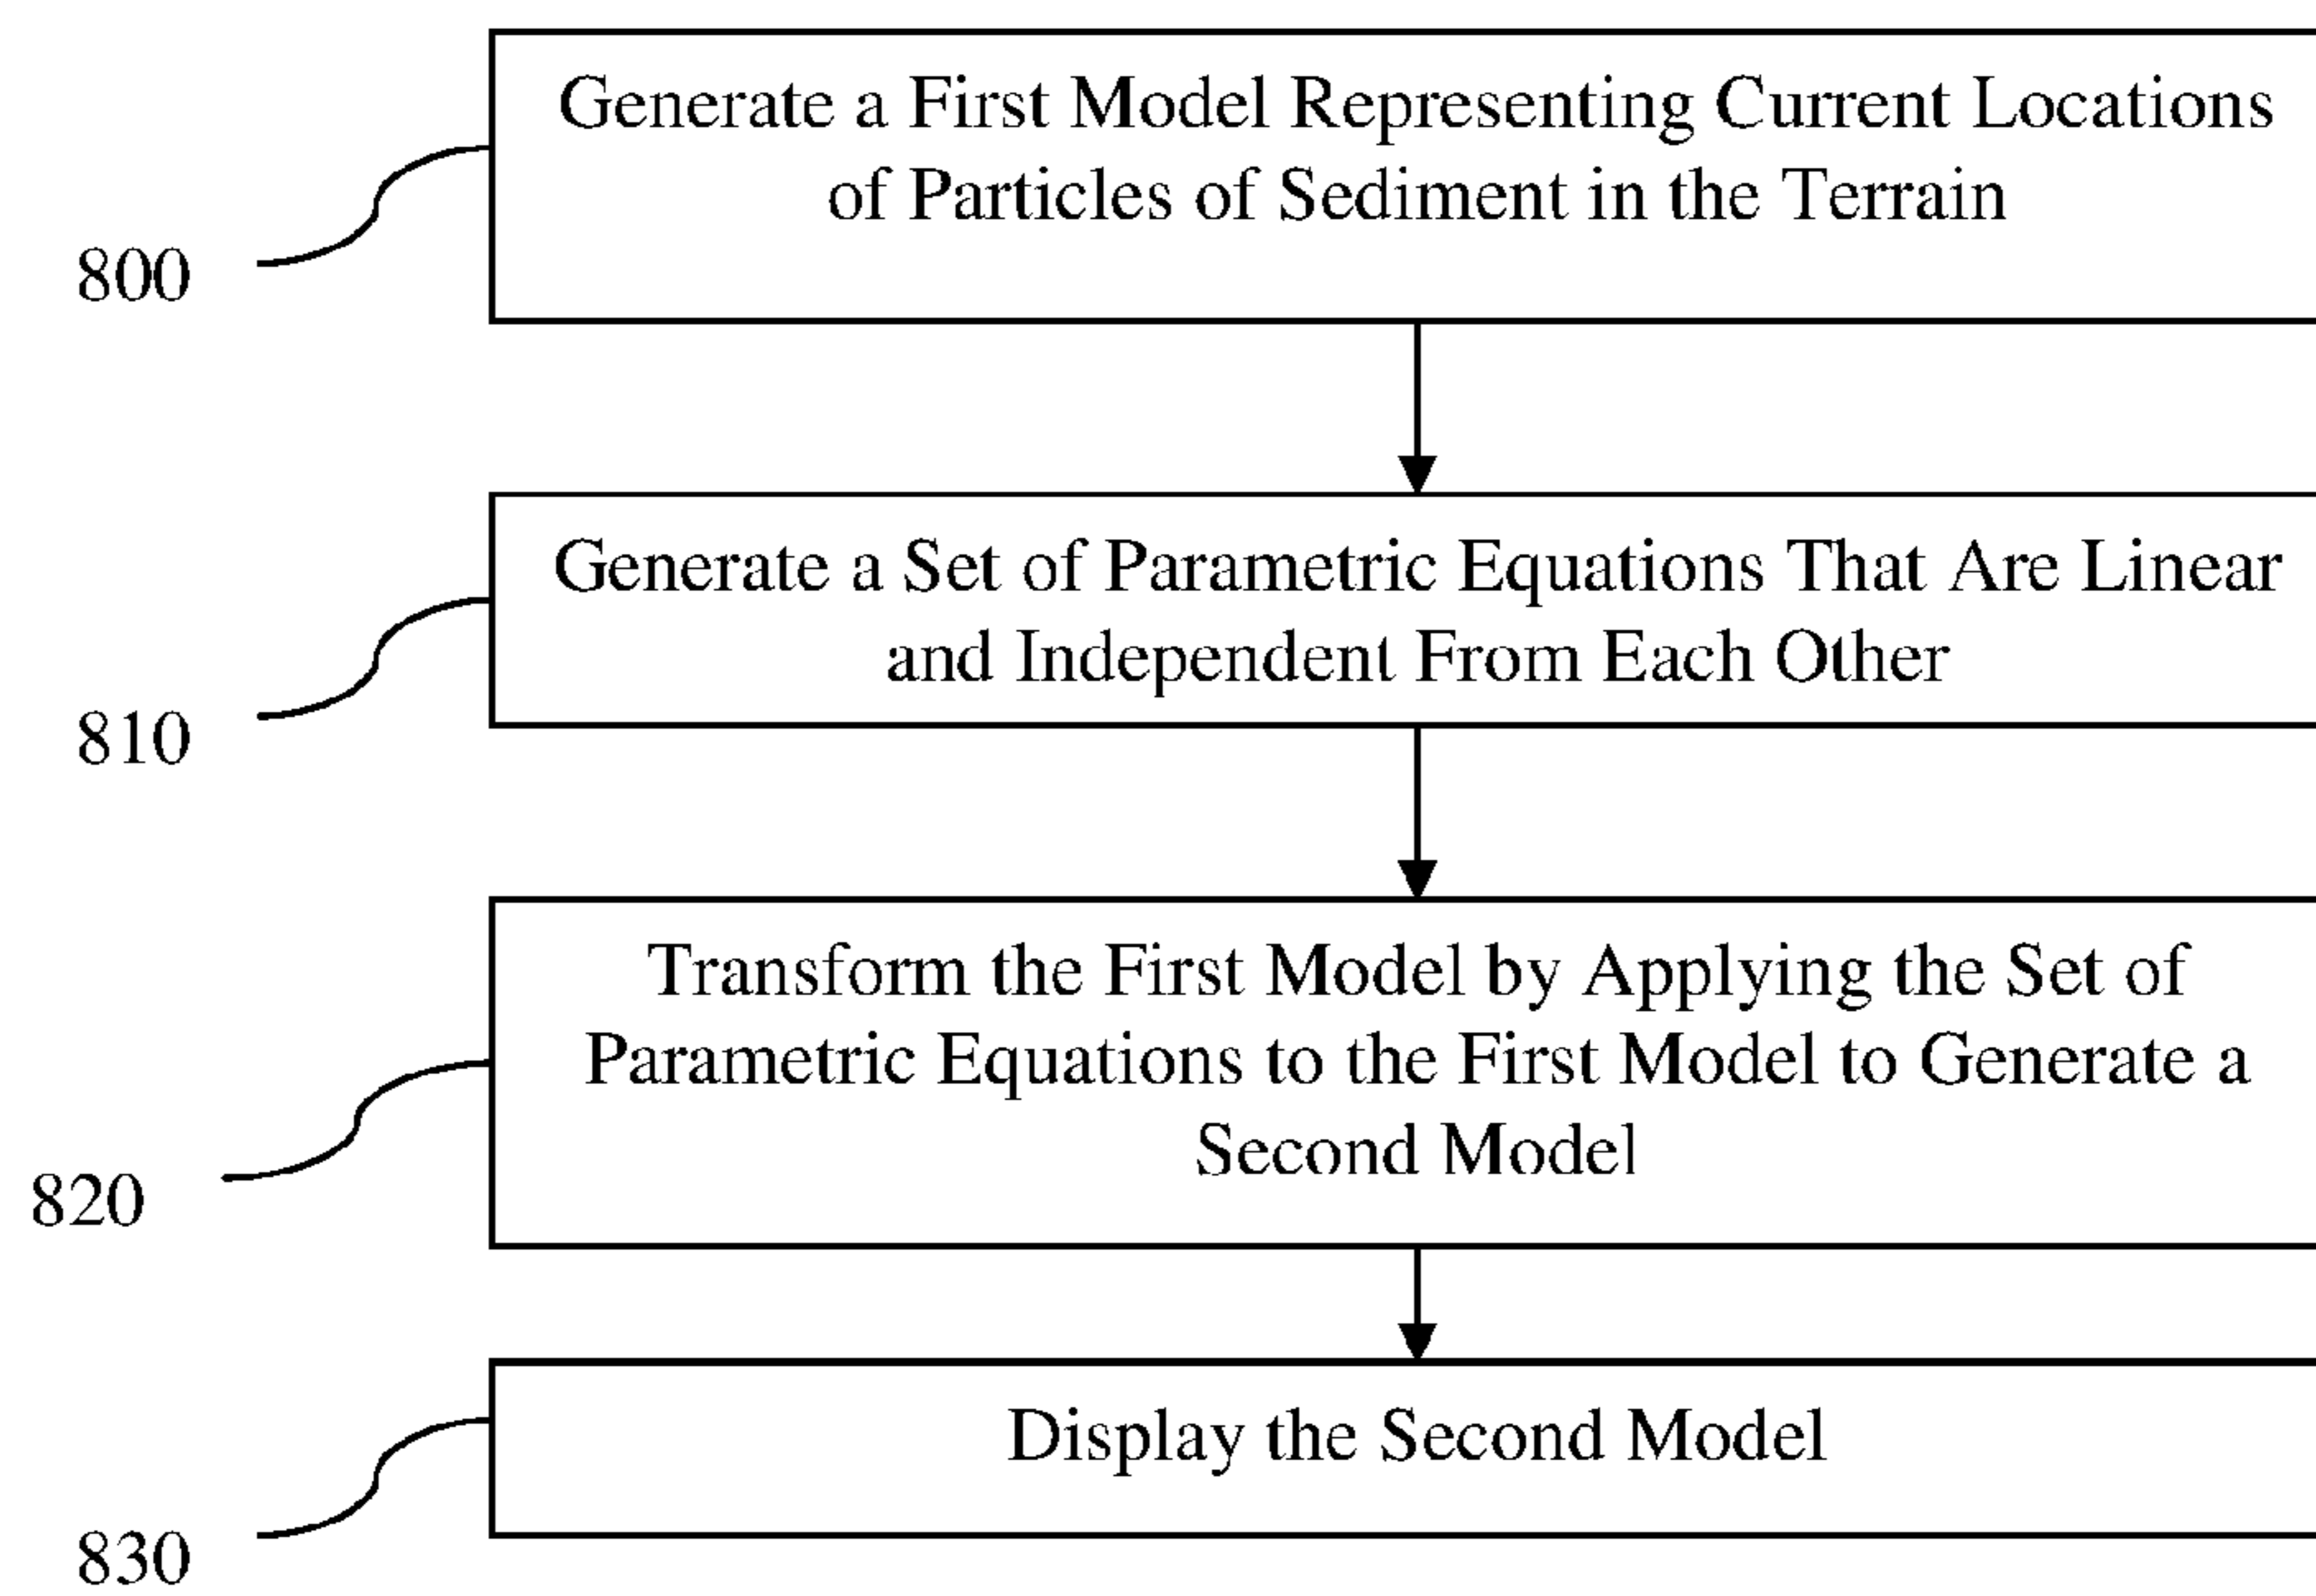 Generate a First Model Representing Current Locations
of Particles of Sediment in the Terrain
800
Generate a Set of Parametric Equations That Are Linear
and Independent From Each Other
810
Transform the First Model by Applying the Set of
Parametric Equations to the First Model to Generate a
Second Model
820
Display the Second Model
830